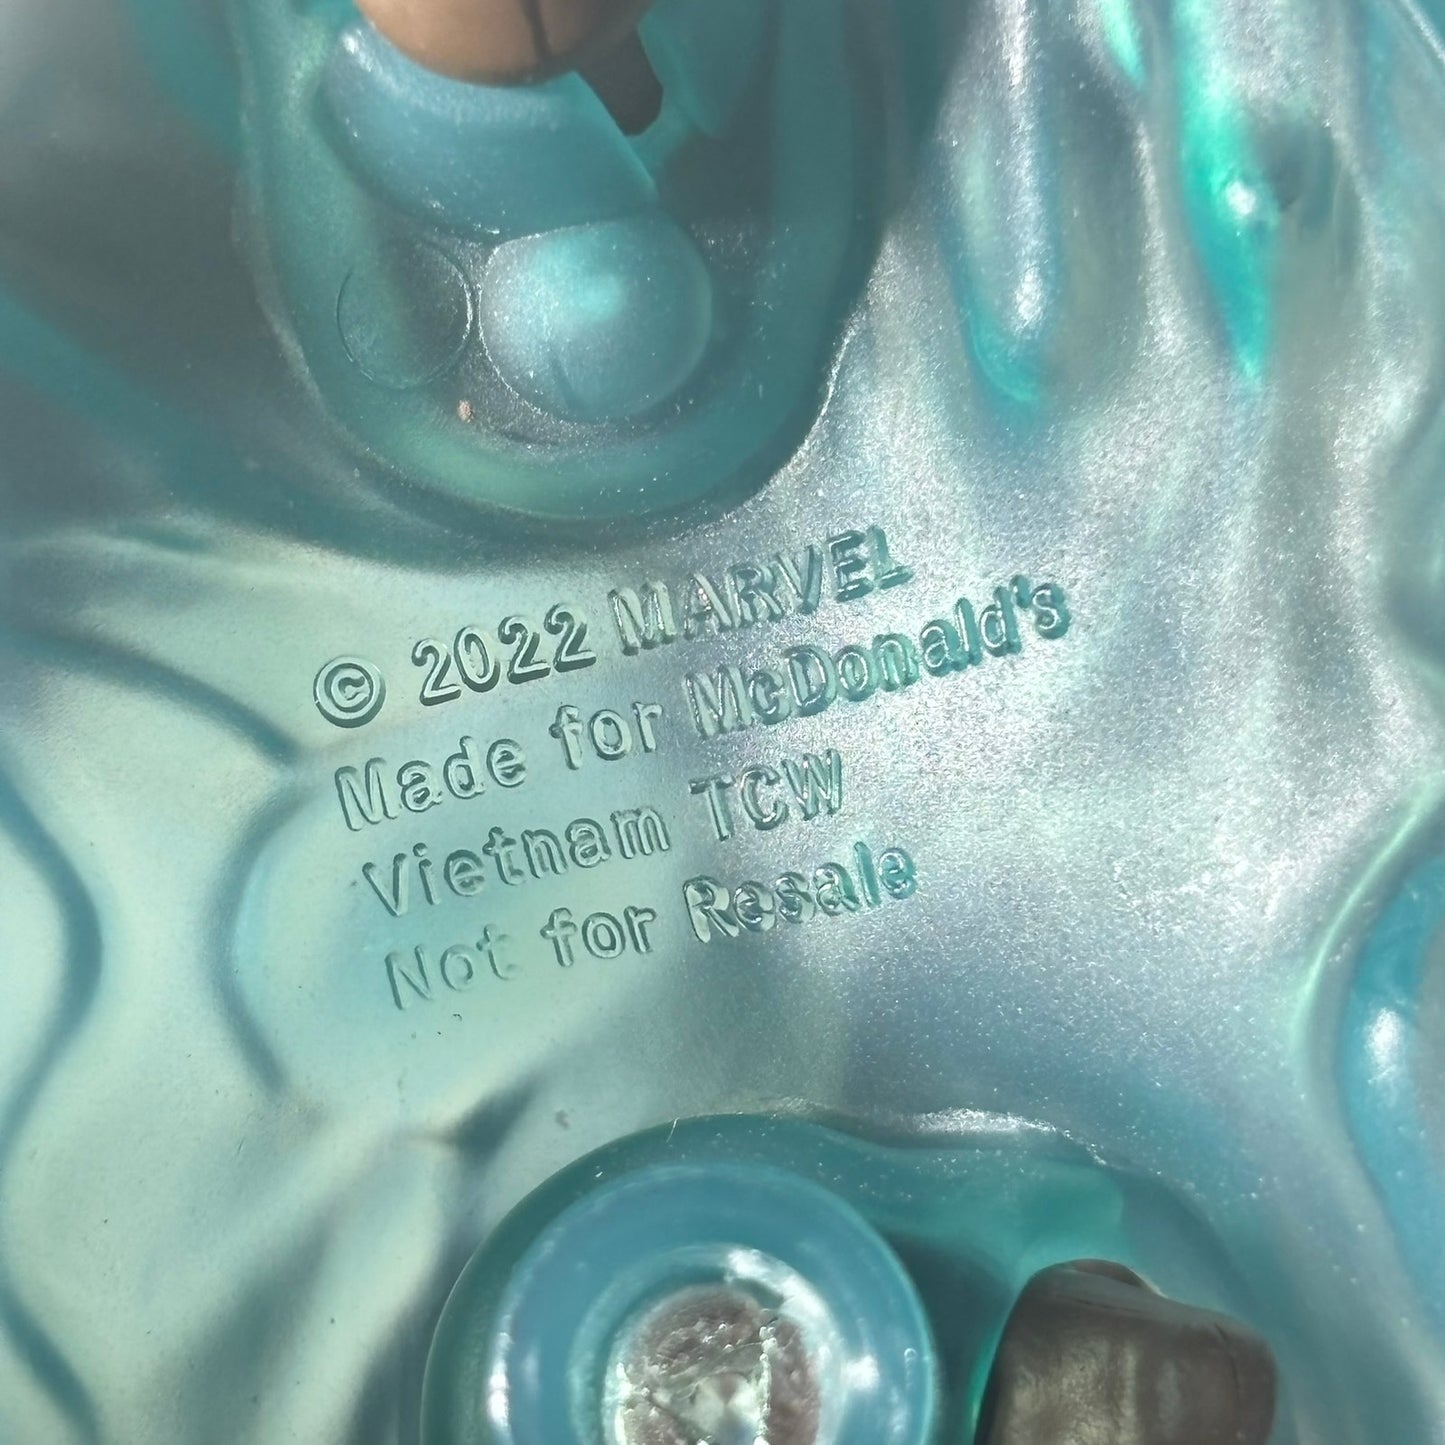 © 2022 MARVEL
Made for McDonald's
Vietnam TCW
Not for Resale